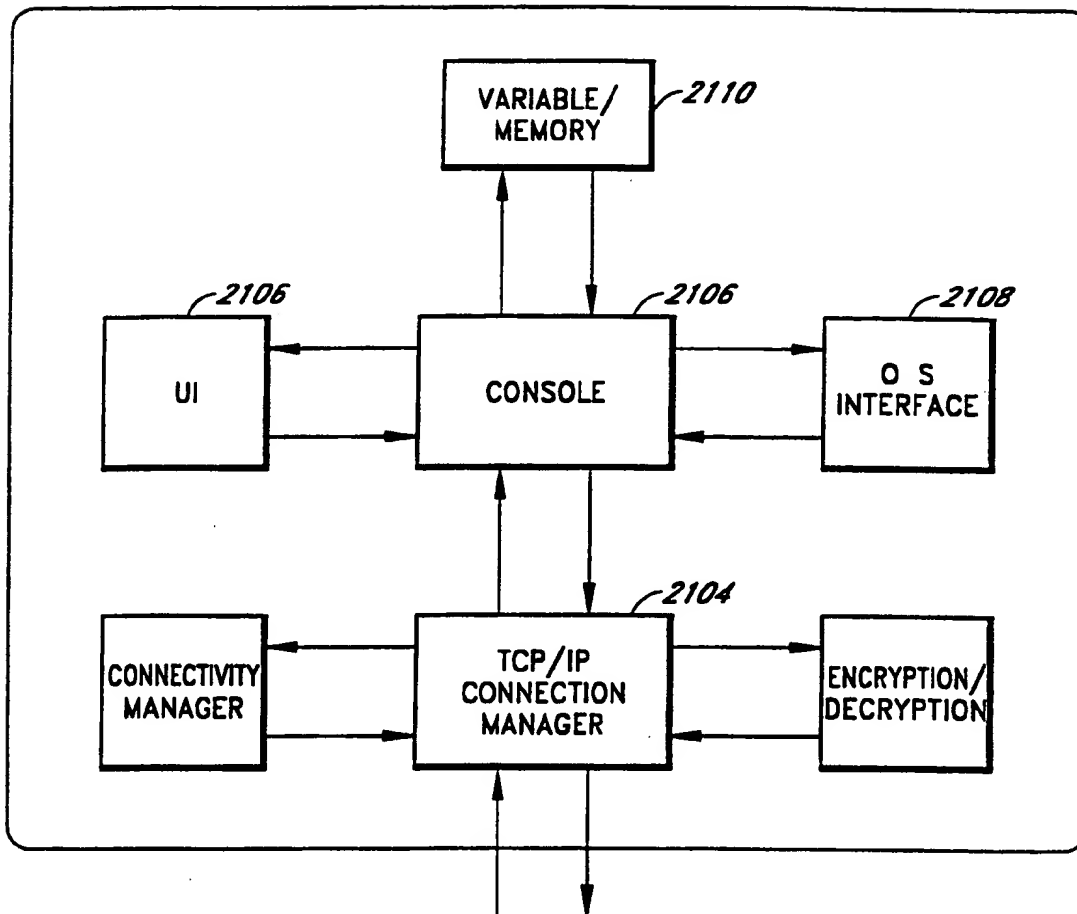 VARIABLE/
MEMORY
2110
2106
UI
2106
CONSOLE
2108
O S
INTERFACE
CONNECTIVITY
MANAGER
2104
TCP/IP
CONNECTION
MANAGER
ENCRYPTION/
DECRYPTION